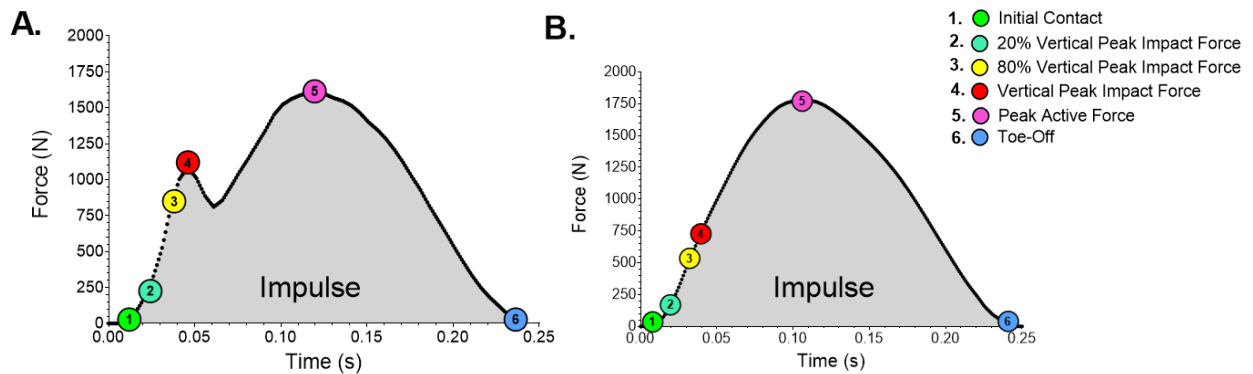 A.
2000
1750
1500
1250
1000
750
500
250
0
Force (N)
1
2
3
4
5
6
Impulse
0.00 0.05 0.10 0.15 0.20 0.25
Time (s)
B.
2000
1750
1500
1250
1000
750
500
250
0
Force (N)
1
2
3
4
5
6
Impulse
0.00 0.05 0.10 0.15 0.20 0.25
Time (s)
1. Initial Contact
2. 20% Vertical Peak Impact Force
3. 80% Vertical Peak Impact Force
4. Vertical Peak Impact Force
5. Peak Active Force
6. Toe-Off